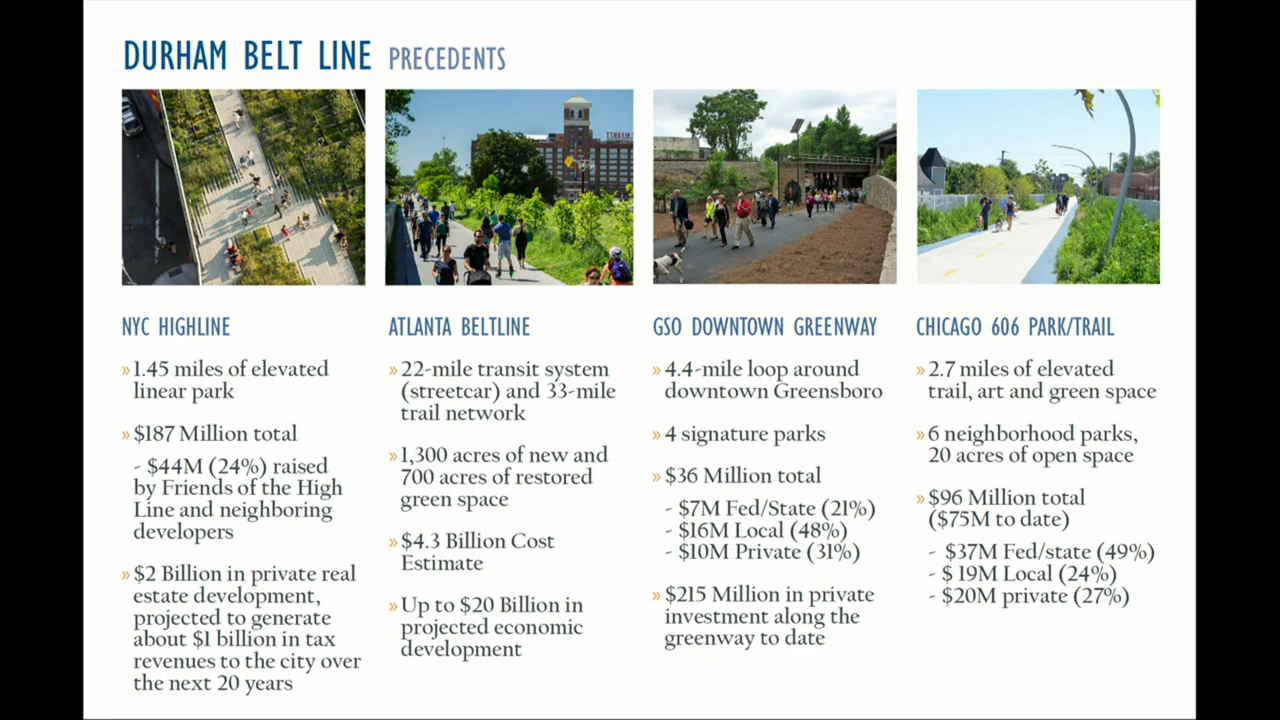 DURHAM BELT LINE PRECEDENTS
NYC HIGHLINE
» 1.45 miles of elevated
linear park
» $187 Million total
- $44M (24%) raised
by Friends of the High
Line and neighboring
developers
» $2 Billion in private real
estate development,
projected to generate
about $1 billion in tax
revenues to the city over
the next 20 years
ATLANTA BELTLINE
» 22-mile transit system
(streetcar) and 33-mile
trail network
» 1,300 acres of new and
700 acres of restored
green space
» $4.3 Billion Cost
Estimate
» Up to $20 Billion in
projected economic
development
GSO DOWNTOWN GREENWAY
» 4.4-mile loop around
downtown Greensboro
» 4 signature parks
» $36 Million total
- $7M Fed/State (21%)
- $16M Local (48%)
- $10M Private (31%)
» $215 Million in private
investment along the
greenway to date
CHICAGO 606 PARK/TRAIL
» 2.7 miles of elevated
trail, art and green space
» 6 neighborhood parks,
20 acres of open space
» $96 Million total
($75M to date)
- $37M Fed/state (49%)
- $ 19M Local (24%)
- $20M private (27%)